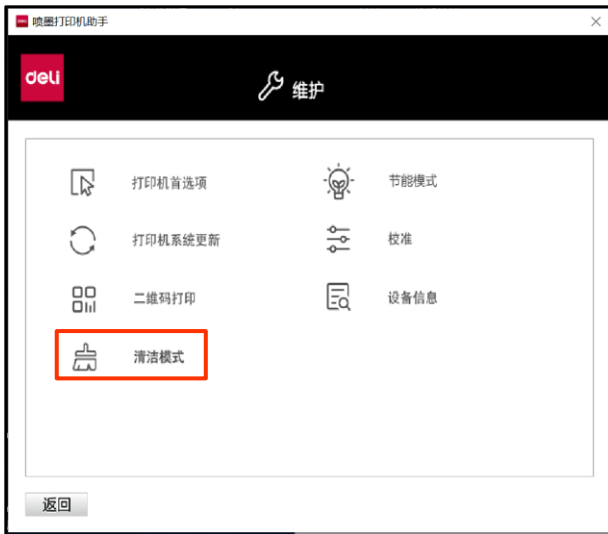 喷墨打印机助手
deli
维护
打印机首选项
节能模式
打印机系统更新
校准
二维码打印
设备信息
清洁模式
返回